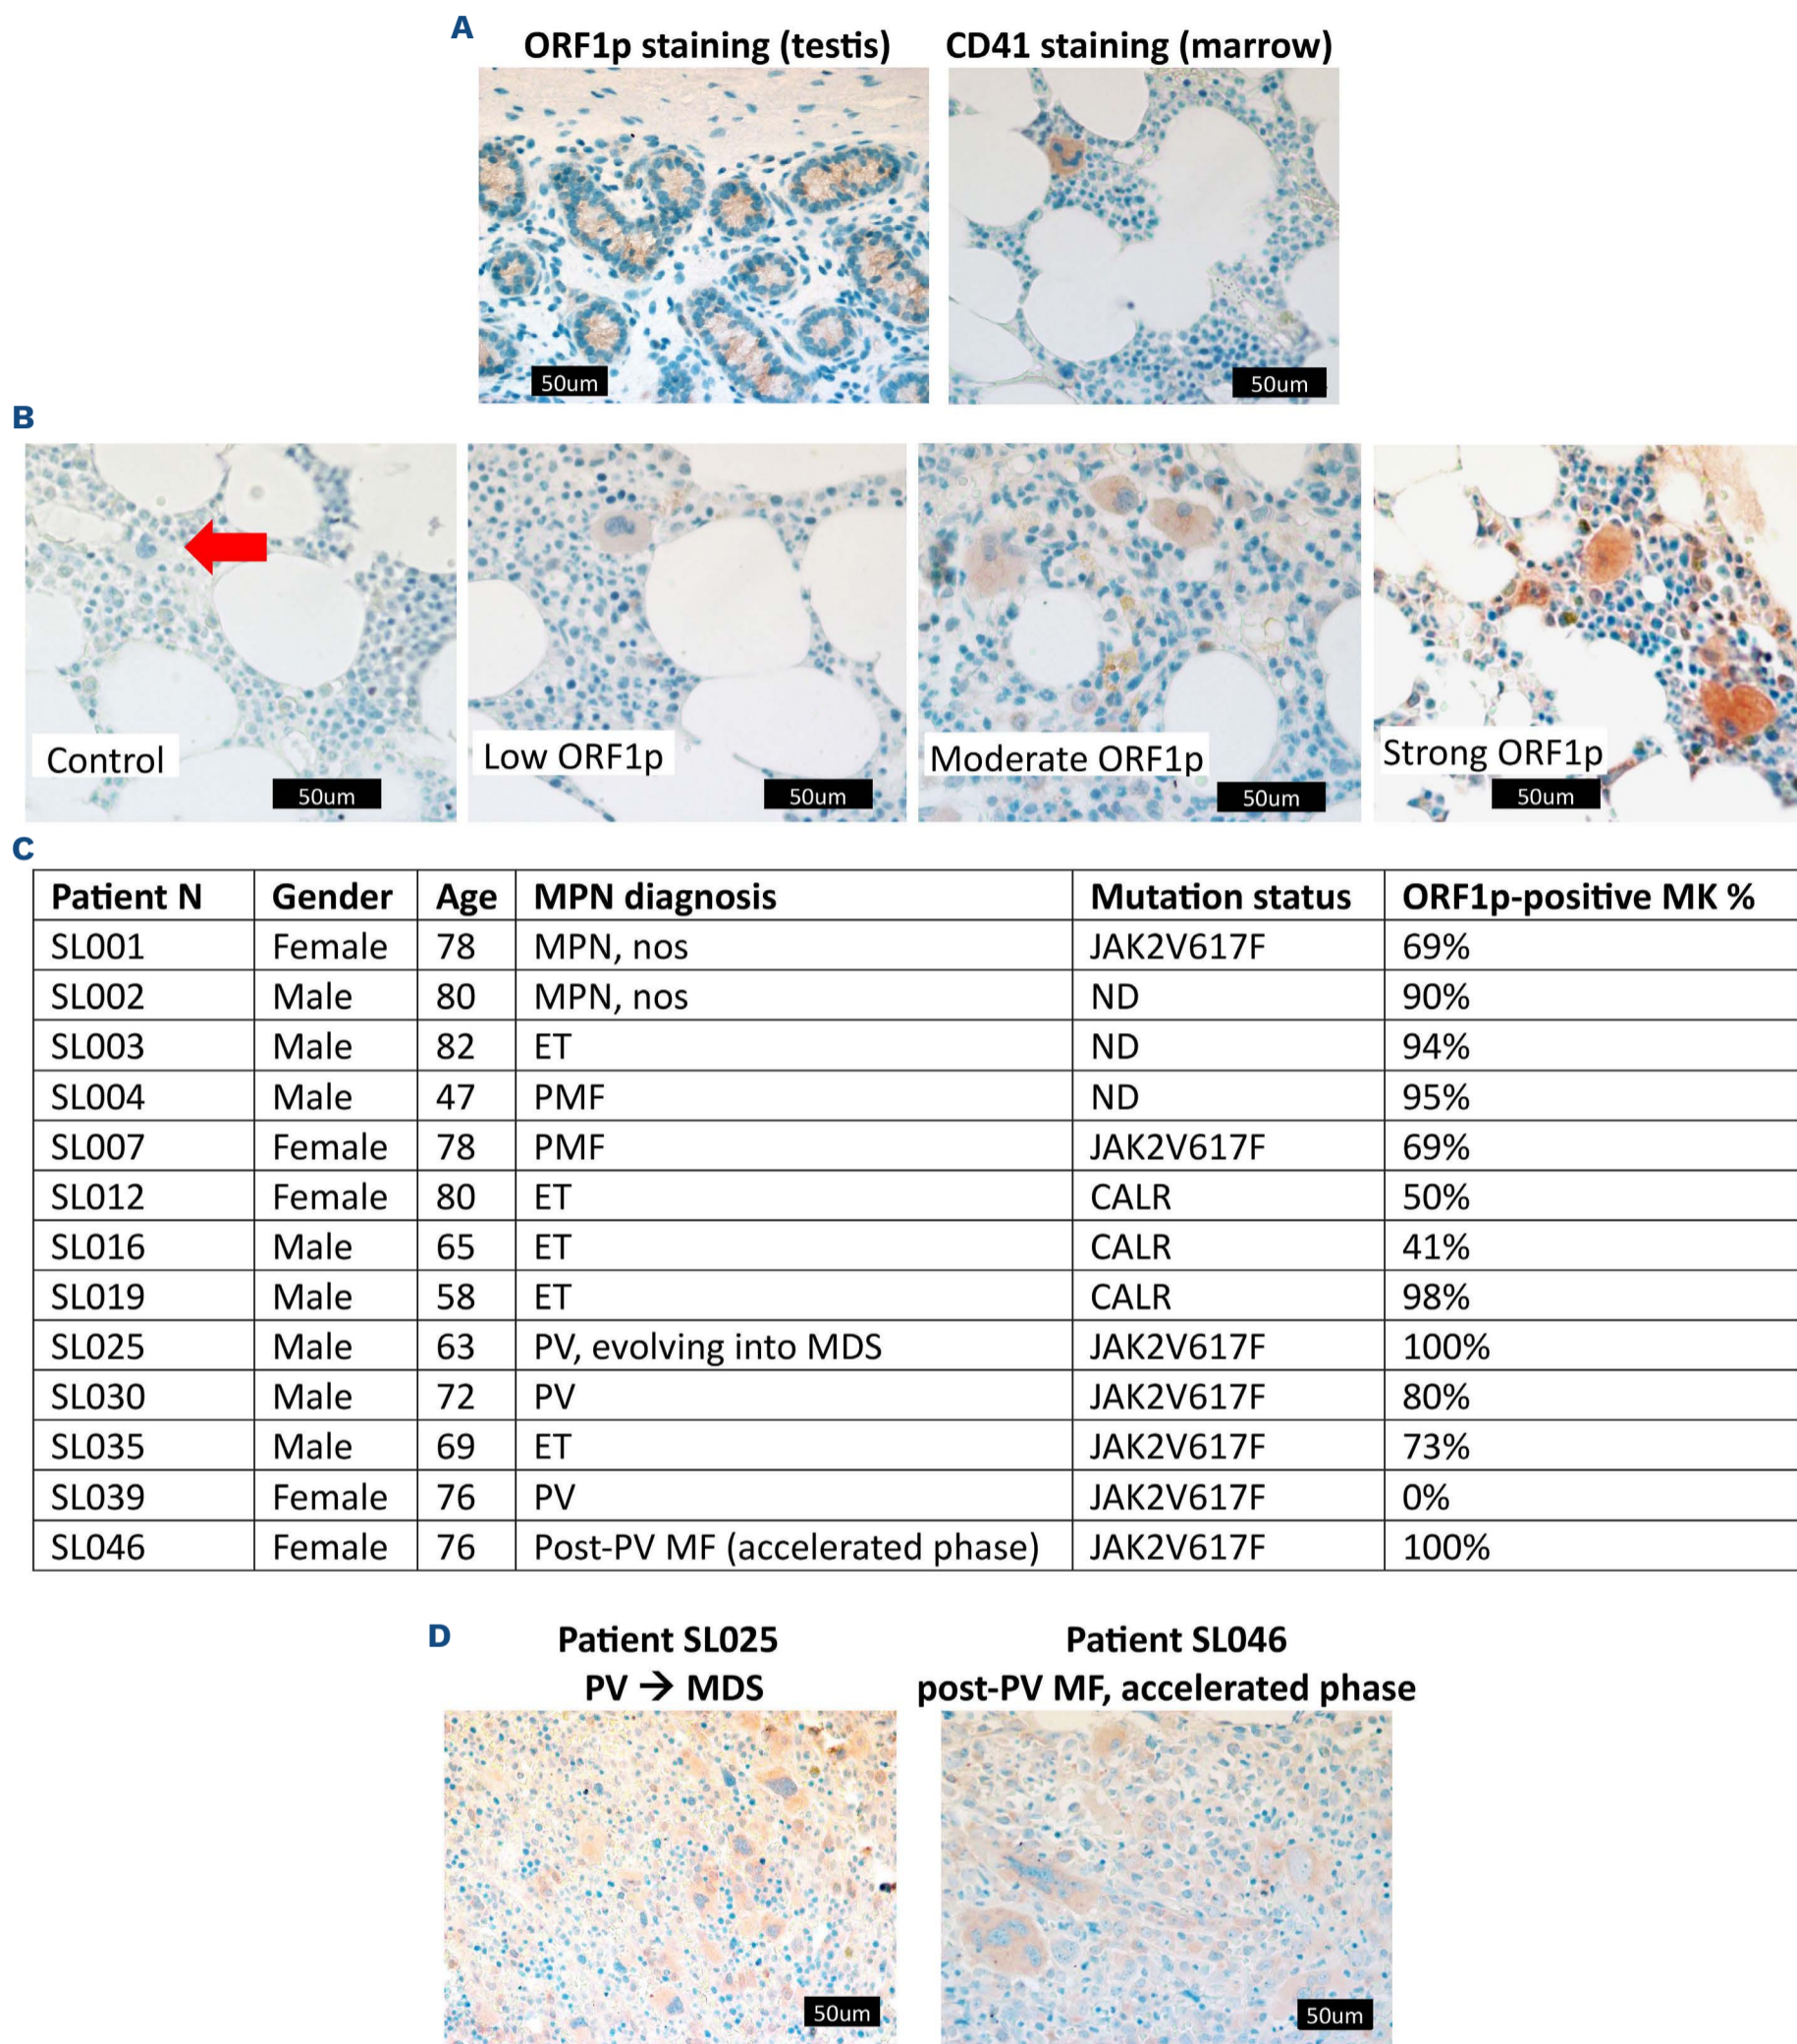 A
ORF1p staining (testis) CD41 staining (marrow)
50um 50um
B
Control Low ORF1p Moderate ORF1p Strong ORF1p
50um 50um 50um 50um
C
Patient N Gender Age MPN diagnosis Mutation status ORF1p-positive MK %
SL001 Female 78 MPN, nos JAK2V617F 69%
SL002 Male 80 MPN, nos ND 90%
SL003 Male 82 ET ND 94%
SL004 Male 47 PMF ND 95%
SL007 Female 78 PMF JAK2V617F 69%
SL012 Female 80 ET CALR 50%
SL016 Male 65 ET CALR 41%
SL019 Male 58 ET CALR 98%
SL025 Male 63 PV, evolving into MDS JAK2V617F 100%
SL030 Male 72 PV JAK2V617F 80%
SL035 Male 69 ET JAK2V617F 73%
SL039 Female 76 PV JAK2V617F 0%
SL046 Female 76 Post-PV MF (accelerated phase) JAK2V617F 100%
D
Patient SL025 Patient SL046
PV → MDS post-PV MF, accelerated phase
50um 50um